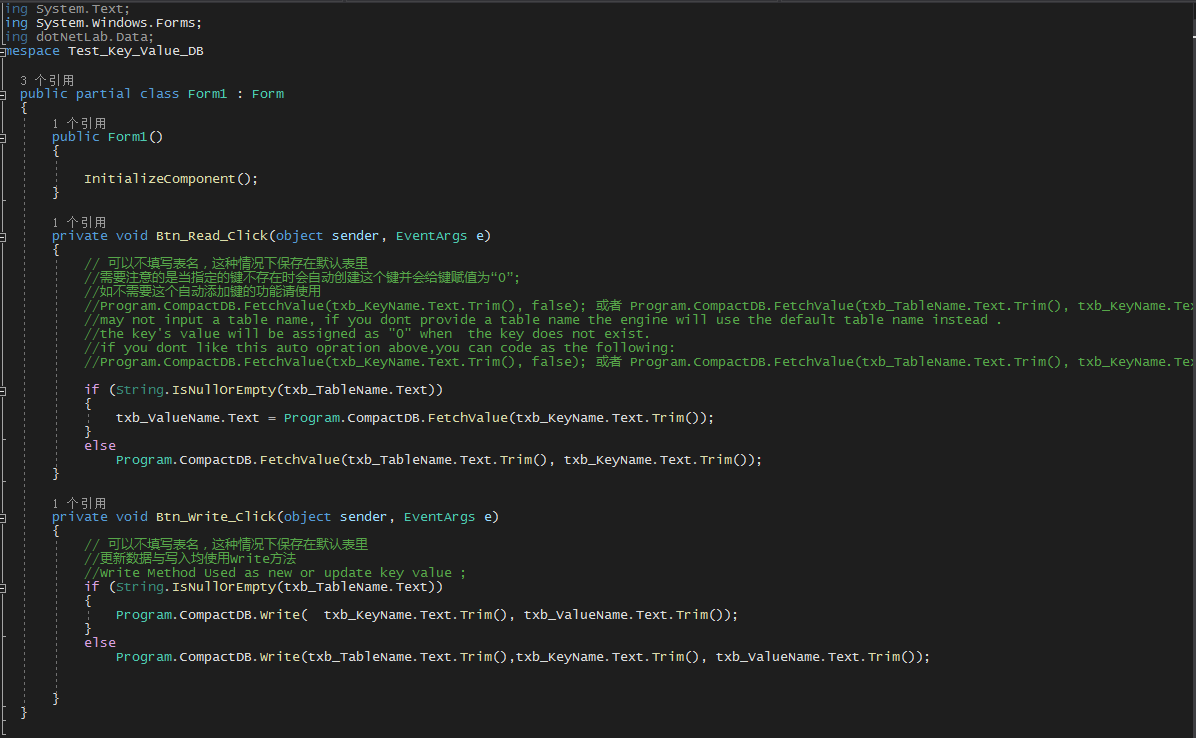 ing System.Text;
ing System.Windows.Forms;
ing dotNetLab.Data;
mespace Test_Key_Value_DB
3 个引用
public partial class Form1 : Form
{
1 个引用
public Form1()
{
InitializeComponent();
}
1 个引用
private void Btn_Read_Click(object sender, EventArgs e)
{
// 可以不填写表名，这种情况下保存在默认表里
//需要注意的是当指定的键不存在时会自动创建这个键并会给键赋值为“0”;
//如不需要这个自动添加键的功能请使用
//Program.CompactDB.FetchValue(txb_KeyName.Text.Trim(), false); 或者 Program.CompactDB.FetchValue(txb_TableName.Text.Trim(), txb_KeyName.Te
//may not input a table name, if you dont provide a table name the engine will use the default table name instead .
//the key's value will be assigned as "0" when  the key does not exist.
//if you dont like this auto opration above,you can code as the following:
//Program.CompactDB.FetchValue(txb_KeyName.Text.Trim(), false); 或者 Program.CompactDB.FetchValue(txb_TableName.Text.Trim(), txb_KeyName.Te
if (String.IsNullOrEmpty(txb_TableName.Text))
{
txb_ValueName.Text = Program.CompactDB.FetchValue(txb_KeyName.Text.Trim());
}
else
Program.CompactDB.FetchValue(txb_TableName.Text.Trim(), txb_KeyName.Text.Trim());
}
1 个引用
private void Btn_Write_Click(object sender, EventArgs e)
{
// 可以不填写表名，这种情况下保存在默认表里
//更新数据与写入均使用Write方法
//Write Method Used as new or update key value ;
if (String.IsNullOrEmpty(txb_TableName.Text))
{
Program.CompactDB.Write(  txb_KeyName.Text.Trim(), txb_ValueName.Text.Trim());
}
else
Program.CompactDB.Write(txb_TableName.Text.Trim(),txb_KeyName.Text.Trim(), txb_ValueName.Text.Trim());
}
}